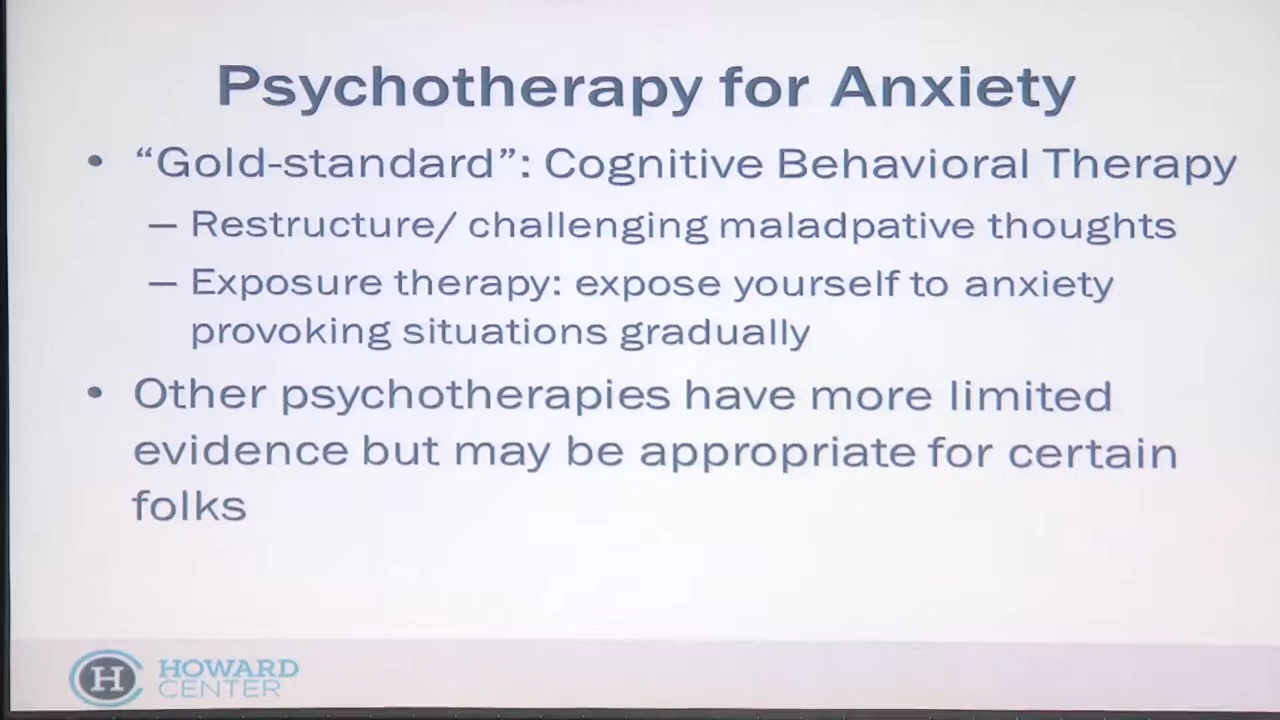 Psychotherapy for Anxiety
• “Gold-standard”: Cognitive Behavioral Therapy
– Restructure/ challenging maladpative thoughts
– Exposure therapy: expose yourself to anxiety
provoking situations gradually
• Other psychotherapies have more limited
evidence but may be appropriate for certain
folks
H HOWARD
CENTER